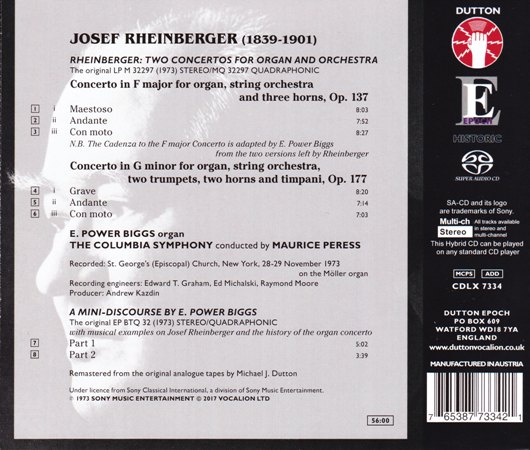 JOSEF RHEINBERGER (1839-1901)
RHEINBERGER: TWO CONCERTOS FOR ORGAN AND ORCHESTRA
The original LP M 32297 (1973) STEREO/MQ 32297 QUADRAPHONIC
Concerto in F major for organ, string orchestra
and three horns, Op. 137
1 i Maestoso 8:03
2 ii Andante 7:52
3 iii Con moto 8:27
N.B. The Cadenza to the F major Concerto is adapted by E. Power Biggs
from the two versions left by Rheinberger
Concerto in G minor for organ, string orchestra,
two trumpets, two horns and timpani, Op. 177
4 i Grave 8:20
5 ii Andante 7:14
6 iii Con moto 7:03
E. POWER BIGGS organ
THE COLUMBIA SYMPHONY conducted by MAURICE PERESS
Recorded: St. George's (Episcopal) Church, New York, 28-29 November 1973
on the Möller organ
Recording engineers: Edward T. Graham, Ed Michalski, Raymond Moore
Producer: Andrew Kazdin
A MINI-DISCOURSE BY E. POWER BIGGS
The original EP BTQ 32 (1973) STEREO/QUADRAPHONIC
with musical examples on Josef Rheinberger and the history of the organ concerto
7 Part 1 5:02
8 Part 2 3:39
Remastered from the original analogue tapes by Michael J. Dutton
Under licence from Sony Classical International, a division of Sony Music Entertainment.
℗ 1973 SONY MUSIC ENTERTAINMENT © 2017 VOCALION LTD
56:00
DUTTON
E
EPOCH
HISTORIC
SUPER AUDIO CD
SA-CD and its logo
are trademarks of Sony.
Multi-ch Stereo All tracks available
in stereo and
multi-channel
This Hybrid CD can be played
on any standard CD player
MCPS ADD
CDLX 7334
DUTTON EPOCH
PO BOX 609
WATFORD WD18 7YA
ENGLAND
www.duttonvocalion.co.uk
MANUFACTURED IN AUSTRIA
7 65387 73342 1